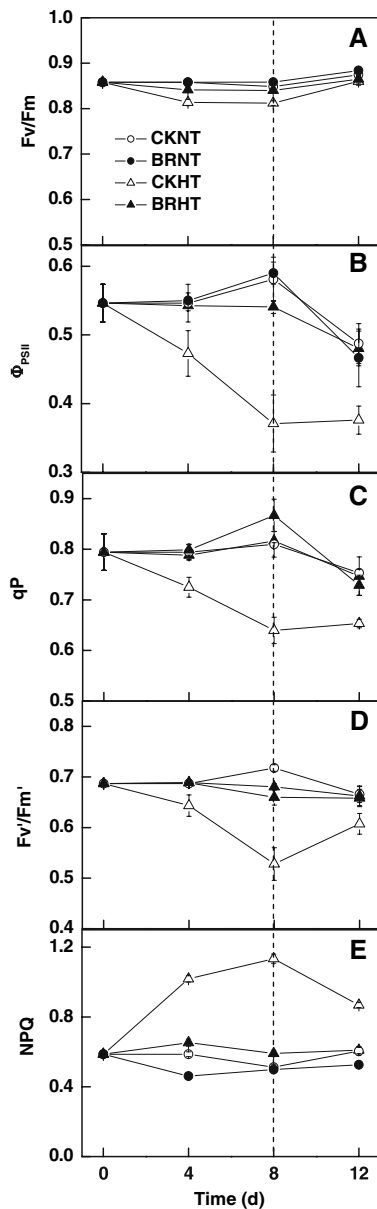 A
1.0
0.9
0.8
0.7
0.6
0.5
Fv/Fm
CKNT
BRNT
CKHT
BRHT
B
0.6
0.5
0.4
0.3
ΦPSII
C
0.9
0.8
0.7
0.6
0.5
qP
D
0.8
0.7
0.6
0.5
0.4
Fv'/Fm'
E
1.2
0.8
0.4
0.0
NPQ
0 4 8 12
Time (d)